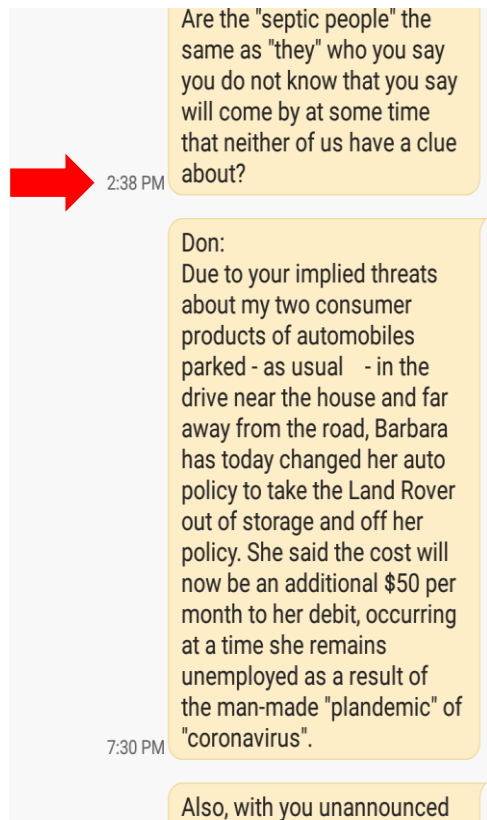 Are the "septic people" the
same as "they" who you say
you do not know that you say
will come by at some time
that neither of us have a clue
about?
2:38 PM
Don:
Due to your implied threats
about my two consumer
products of automobiles
parked - as usual - in the
drive near the house and far
away from the road, Barbara
has today changed her auto
policy to take the Land Rover
out of storage and off her
policy. She said the cost will
now be an additional $50 per
month to her debit, occurring
at a time she remains
unemployed as a result of
the man-made "plandemic" of
"coronavirus".
7:30 PM
Also, with you unannounced